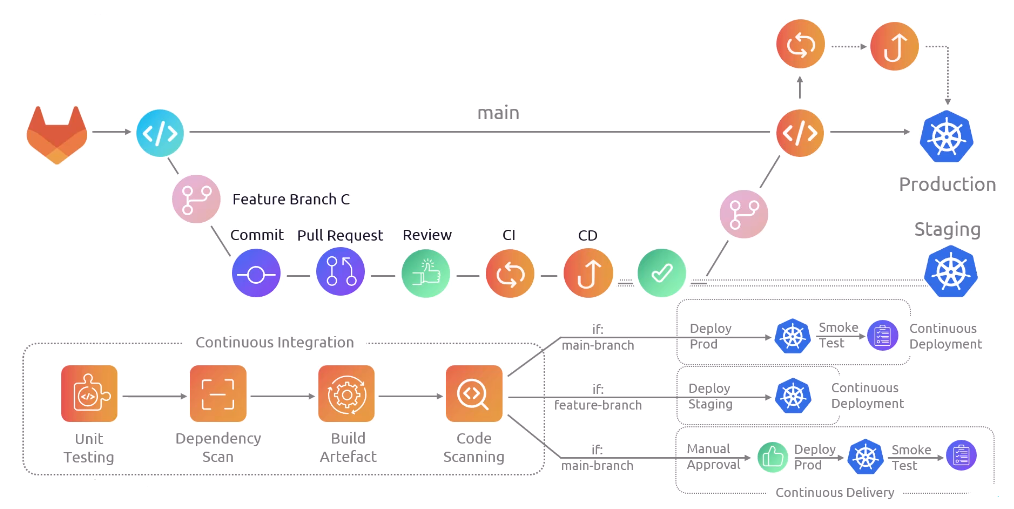 main
Production
Feature Branch C
Staging
Commit
Pull Request
Review
CI
CD
Continuous Integration
Unit
Testing
Dependency
Scan
Build
Artefact
Code
Scanning
if:
main-branch
Deploy
Prod
Smoke
Test
Continuous
Deployment
if:
feature-branch
Deploy
Staging
Continuous
Deployment
if:
main-branch
Manual
Approval
Deploy
Prod
Smoke
Test
Continuous Delivery